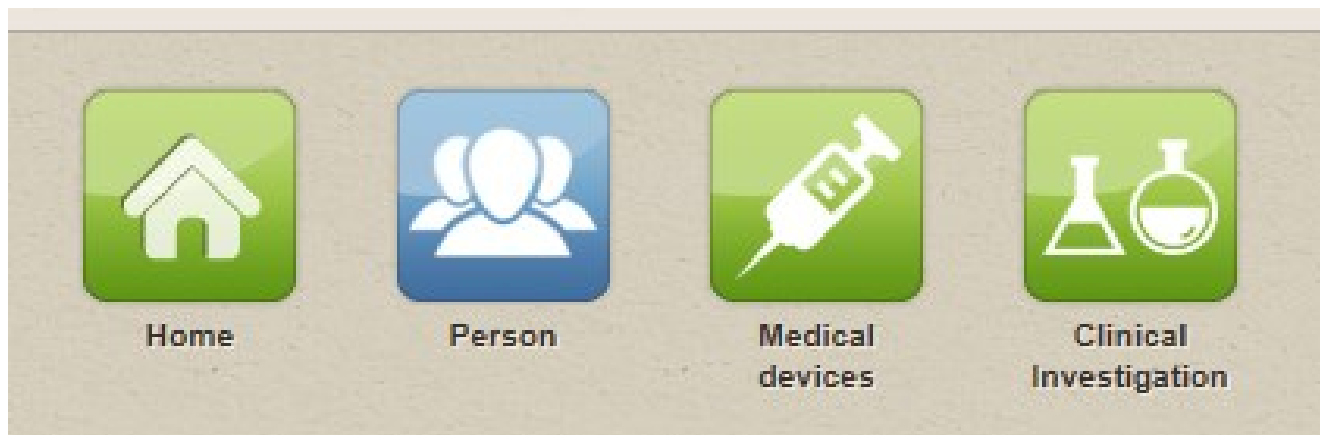 Home
Person
Medical
devices
Clinical
Investigation